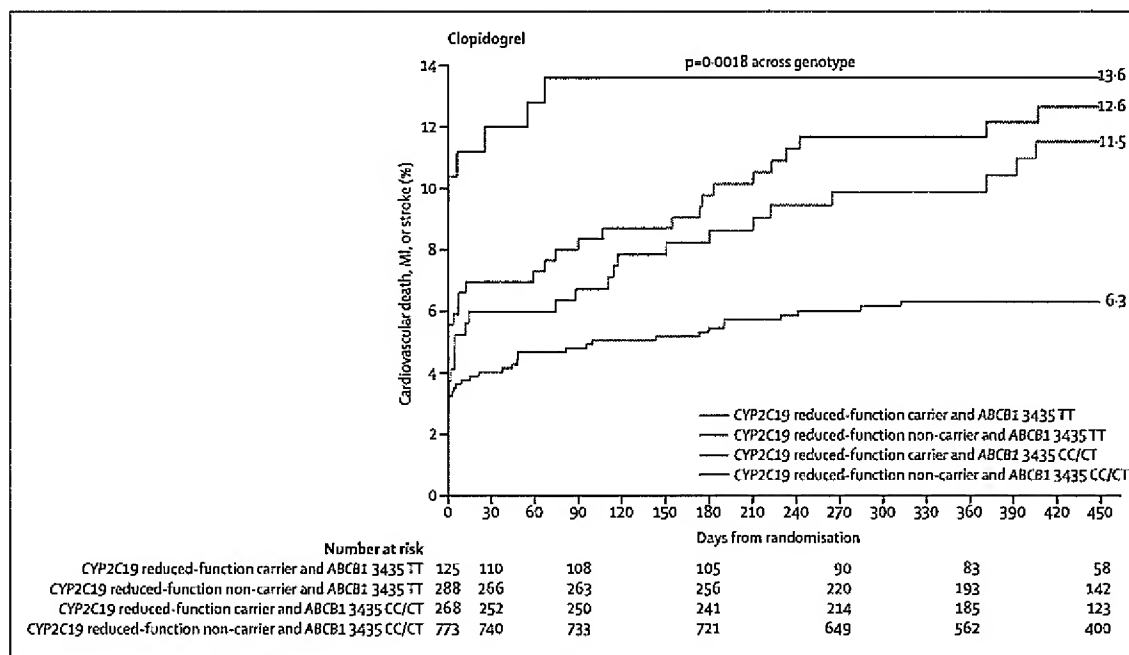 Clopidogrel
p=0·0018 across genotype
Cardiovascular death, MI, or stroke (%)
14
12
10
8
6
4
2
0
13·6
12·6
11·5
6·3
CYP2C19 reduced-function carrier and ABCB1 3435 TT
CYP2C19 reduced-function non-carrier and ABCB1 3435 TT
CYP2C19 reduced-function carrier and ABCB1 3435 CC/CT
CYP2C19 reduced-function non-carrier and ABCB1 3435 CC/CT
0 30 60 90 120 150 180 210 240 270 300 330 360 390 420 450
Days from randomisation
Number at risk
CYP2C19 reduced-function carrier and ABCB1 3435 TT 125 110 108 105 90 83 58
CYP2C19 reduced-function non-carrier and ABCB1 3435 TT 288 266 263 256 220 193 142
CYP2C19 reduced-function carrier and ABCB1 3435 CC/CT 268 252 250 241 214 185 123
CYP2C19 reduced-function non-carrier and ABCB1 3435 CC/CT 773 740 733 721 649 562 400